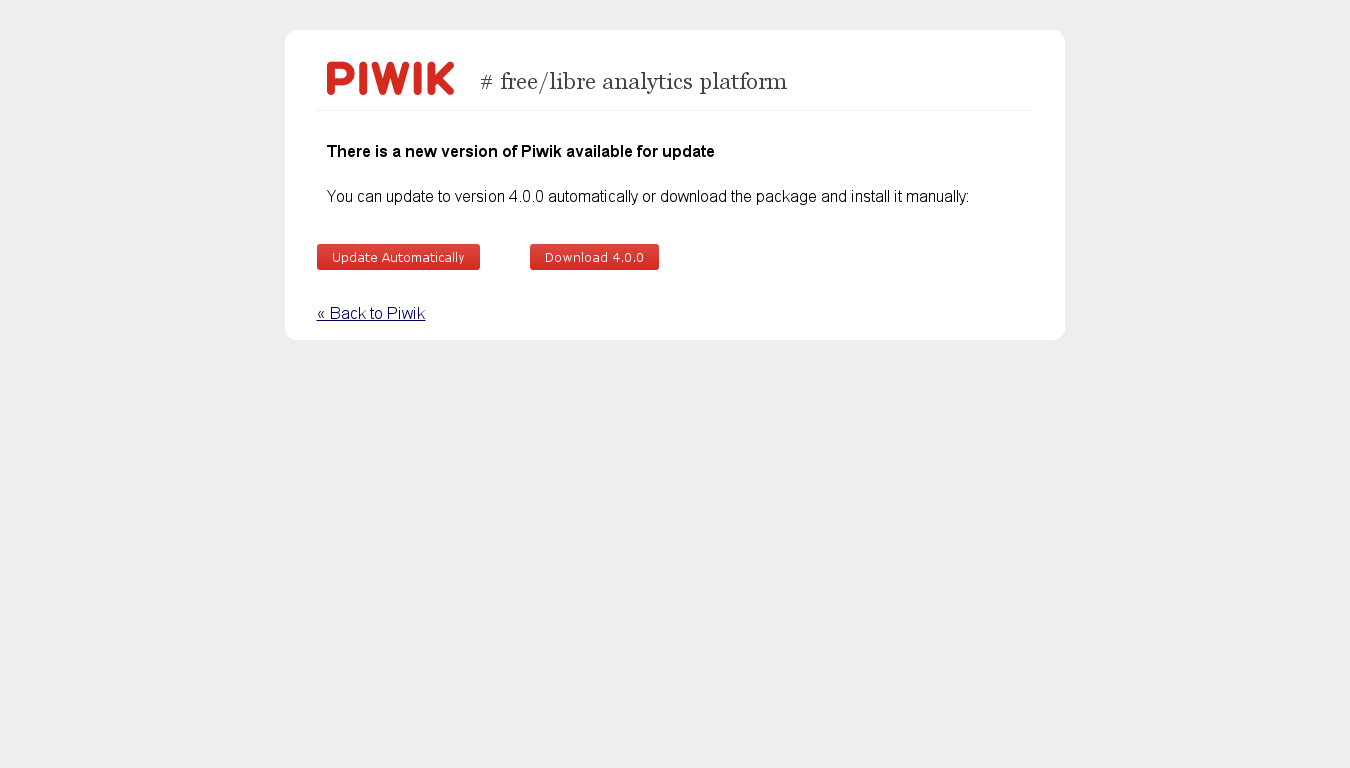 PIWIK # free/libre analytics platform
There is a new version of Piwik available for update
You can update to version 4.0.0 automatically or download the package and install it manually:
Update Automatically Download 4.0.0
« Back to Piwik